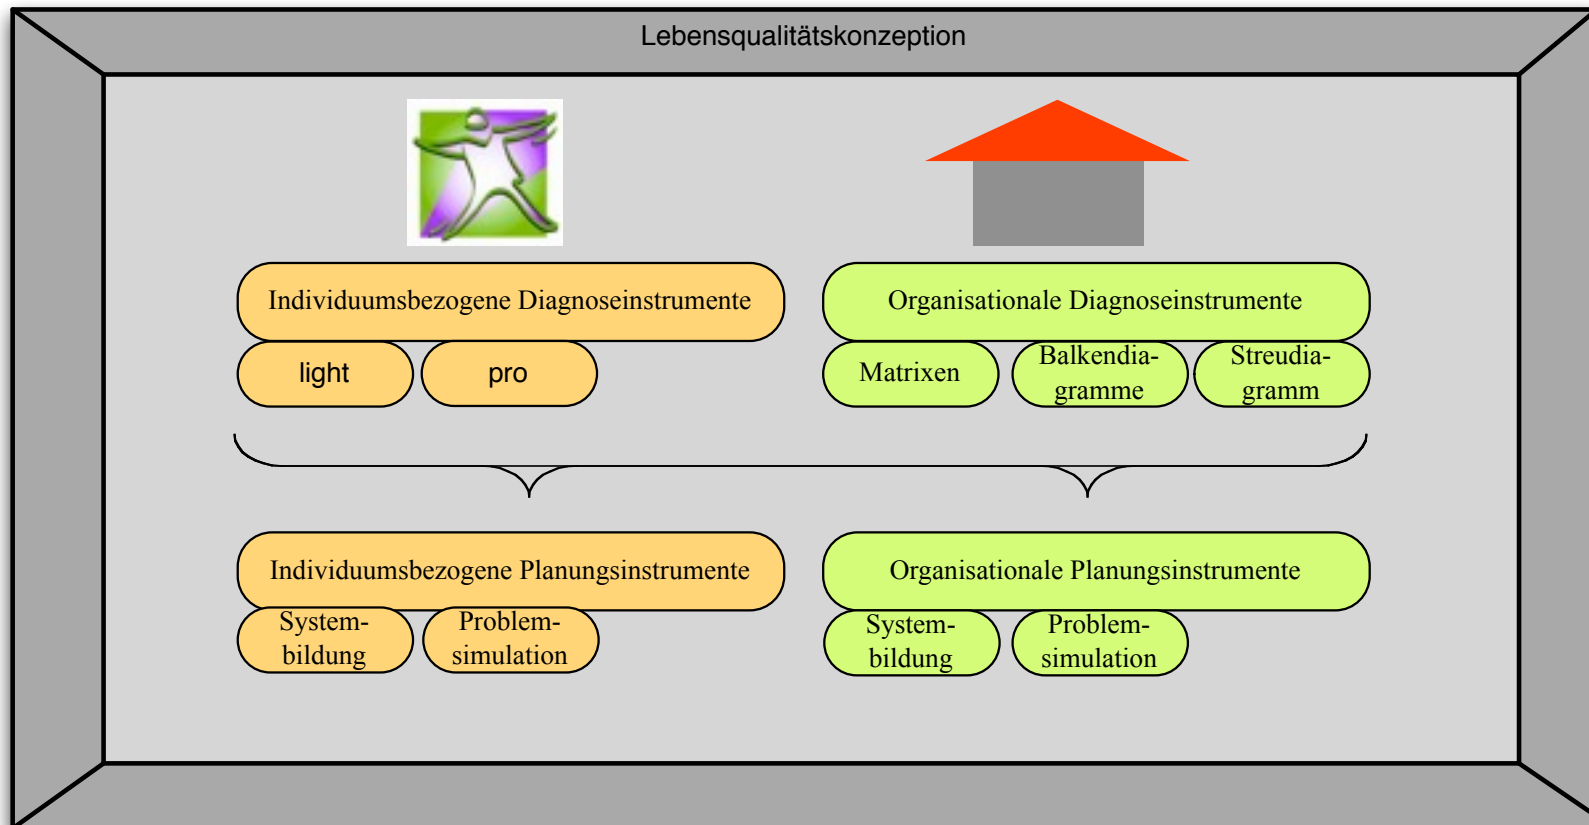 Lebensqualitätskonzeption
Individuumsbezogene Diagnoseinstrumente
light
pro
Organisationale Diagnoseinstrumente
Matrixen
Balkendia-
gramme
Streudia-
gramm
Individuumsbezogene Planungsinstrumente
System-
bildung
Problem-
simulation
Organisationale Planungsinstrumente
System-
bildung
Problem-
simulation